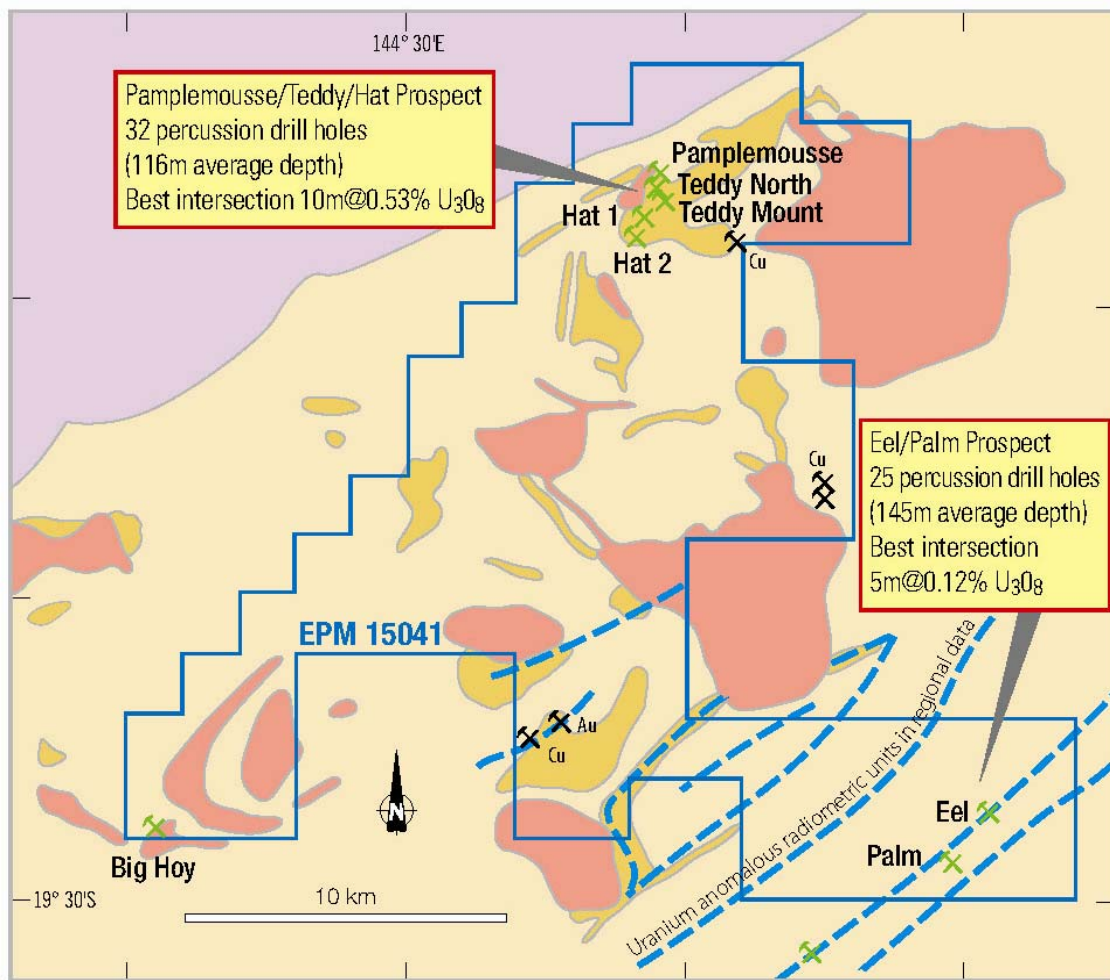 144° 30'E
Pamplemousse/Teddy/Hat Prospect
32 percussion drill holes
(116m average depth)
Best intersection 10m@0.53% U₃0₈
Pamplemousse
Teddy North
Hat 1
Teddy Mount
Hat 2
Cu
Eel/Palm Prospect
25 percussion drill holes
(145m average depth)
Best intersection
5m@0.12% U₃0₈
Cu
EPM 15041
Uranium anomalous radiometric units in regional data
Au
Cu
N
Eel
Palm
Big Hoy
19° 30'S
10 km